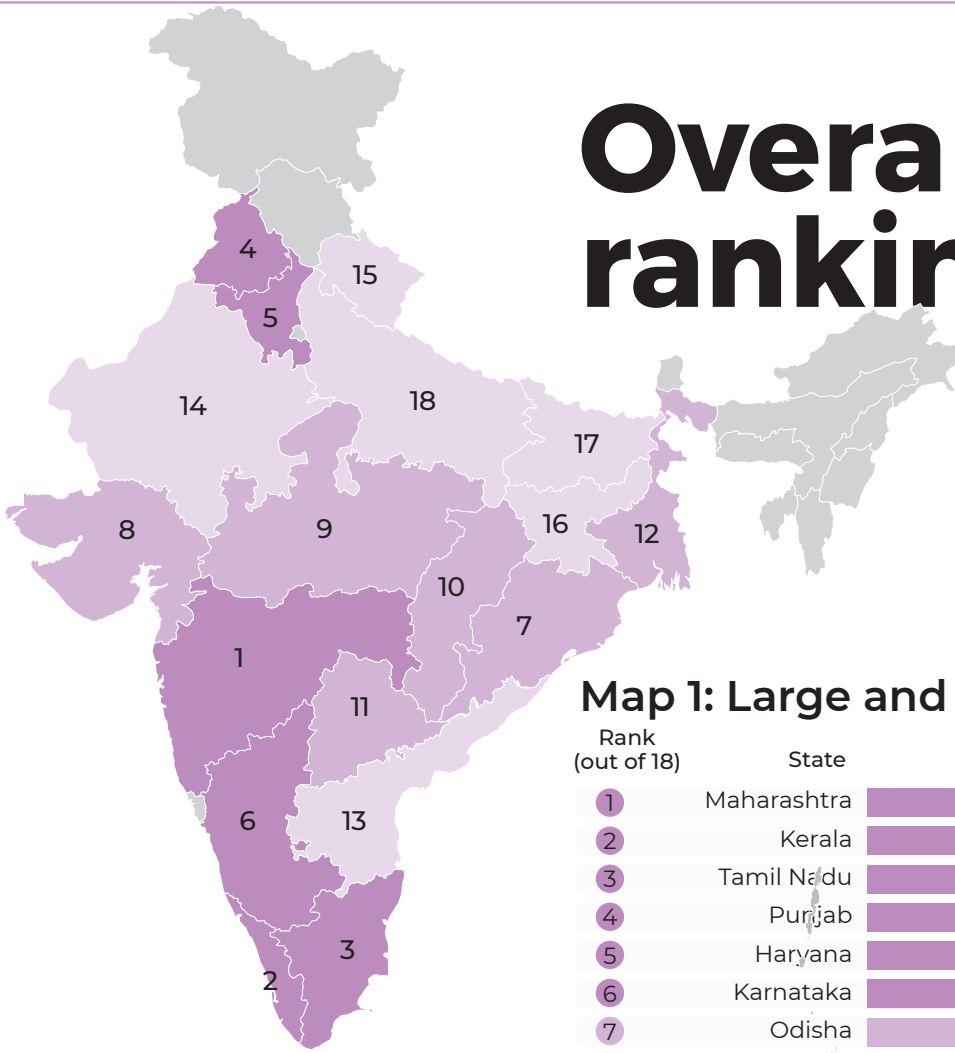 Overa
rankin
4
15
5
14
18
17
8
9
16
12
10
7
1
11
6
13
3
2
Map 1: Large and
Rank
(out of 18)
State
1 Maharashtra
2 Kerala
3 Tamil Nadu
4 Punjab
5 Haryana
6 Karnataka
7 Odisha